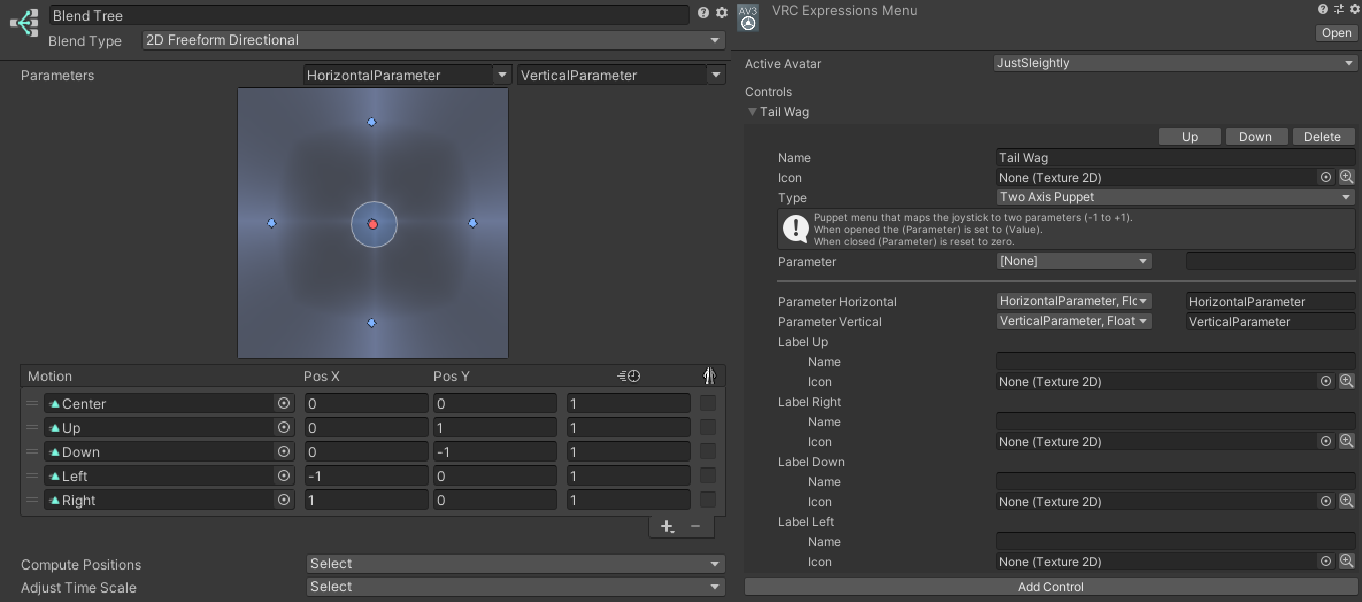 Blend Tree
Blend Type 2D Freeform Directional
Parameters HorizontalParameter VerticalParameter
Motion Pos X Pos Y
Center 0 0 1
Up 0 1 1
Down 0 -1 1
Left -1 0 1
Right 1 0 1
+ -
Compute Positions Select
Adjust Time Scale Select
AV3 VRC Expressions Menu
Open
Active Avatar JustSleightly
Controls
Tail Wag
Up Down Delete
Name Tail Wag
Icon None (Texture 2D)
Type Two Axis Puppet
Puppet menu that maps the joystick to two parameters (-1 to +1).
When opened the (Parameter) is set to (Value).
When closed (Parameter) is reset to zero.
Parameter [None]
Parameter Horizontal HorizontalParameter, Flc HorizontalParameter
Parameter Vertical VerticalParameter, Float VerticalParameter
Label Up
Name
Icon None (Texture 2D)
Label Right
Name
Icon None (Texture 2D)
Label Down
Name
Icon None (Texture 2D)
Label Left
Name
Icon None (Texture 2D)
Add Control